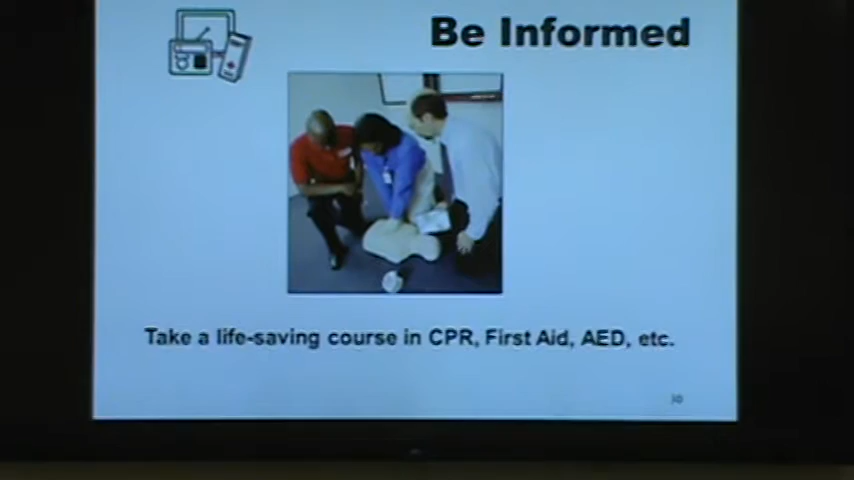 Be Informed
Take a life-saving course in CPR, First Aid, AED, etc.